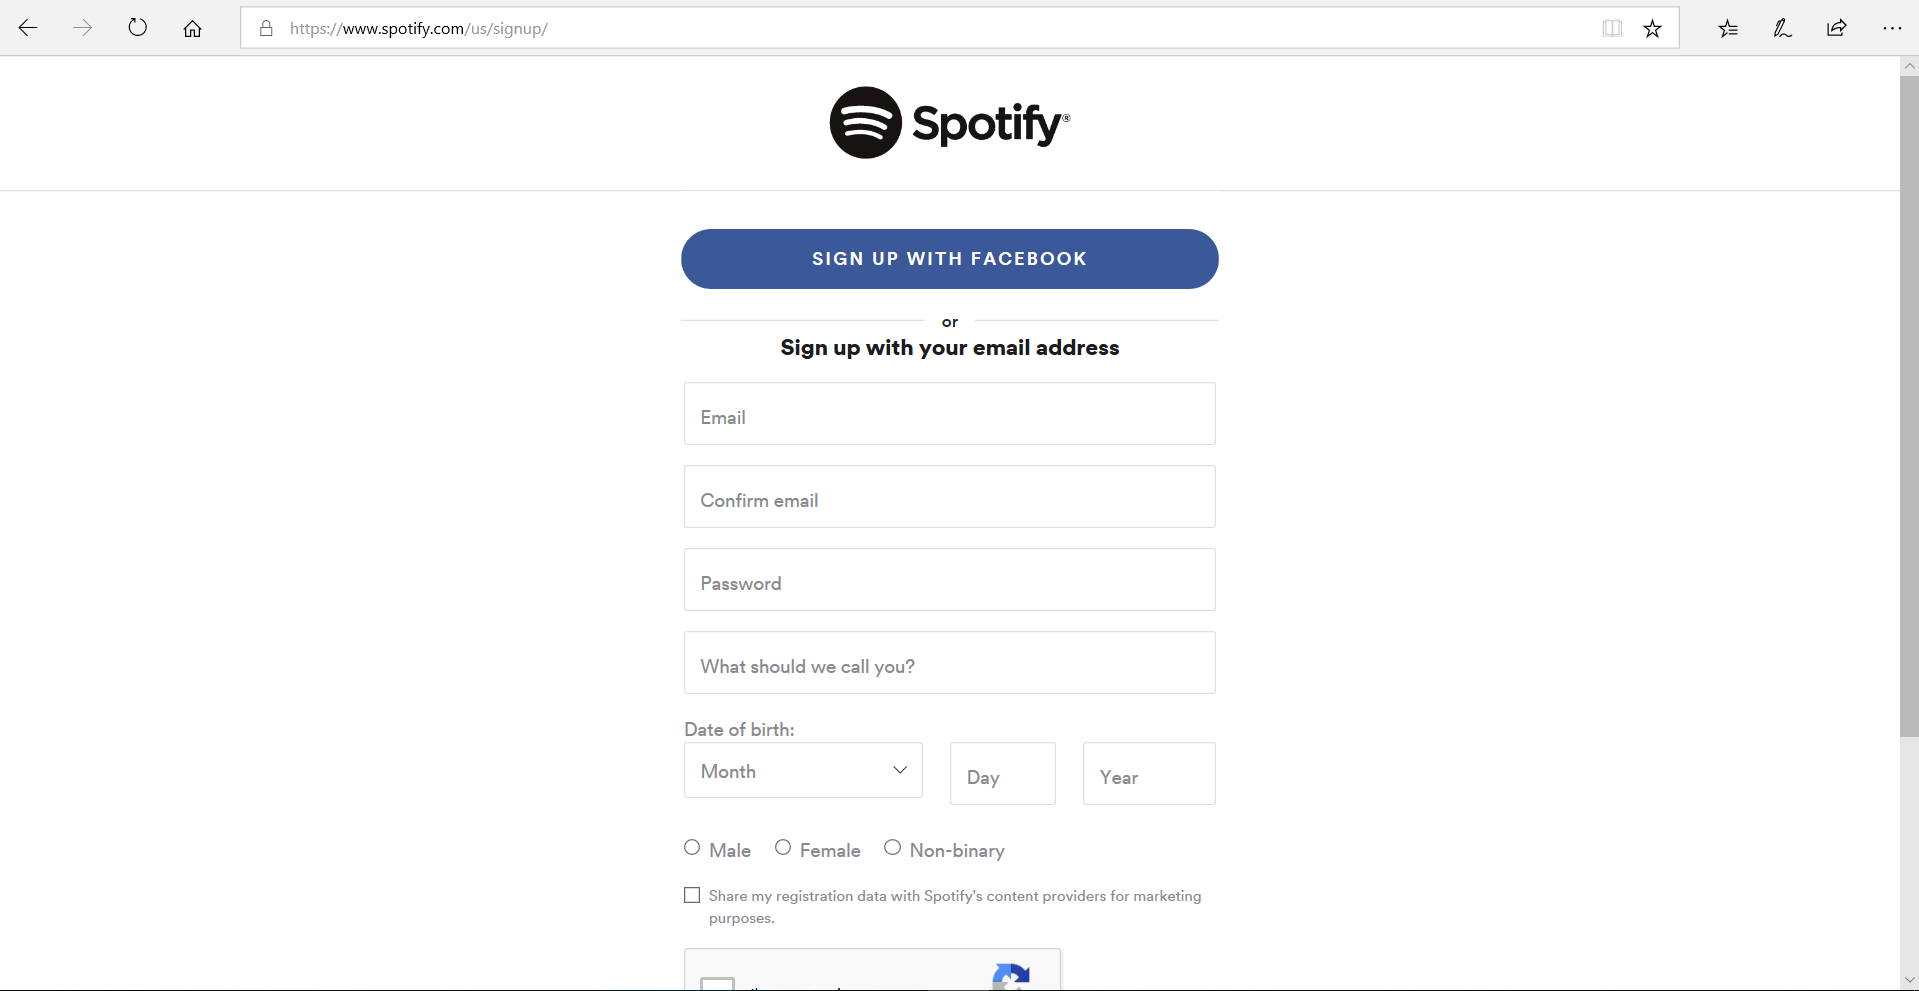 https://www.spotify.com/us/signup/
Spotify®
SIGN UP WITH FACEBOOK
or
Sign up with your email address
Email
Confirm email
Password
What should we call you?
Date of birth:
Month Day Year
Male Female Non-binary
Share my registration data with Spotify's content providers for marketing
purposes.